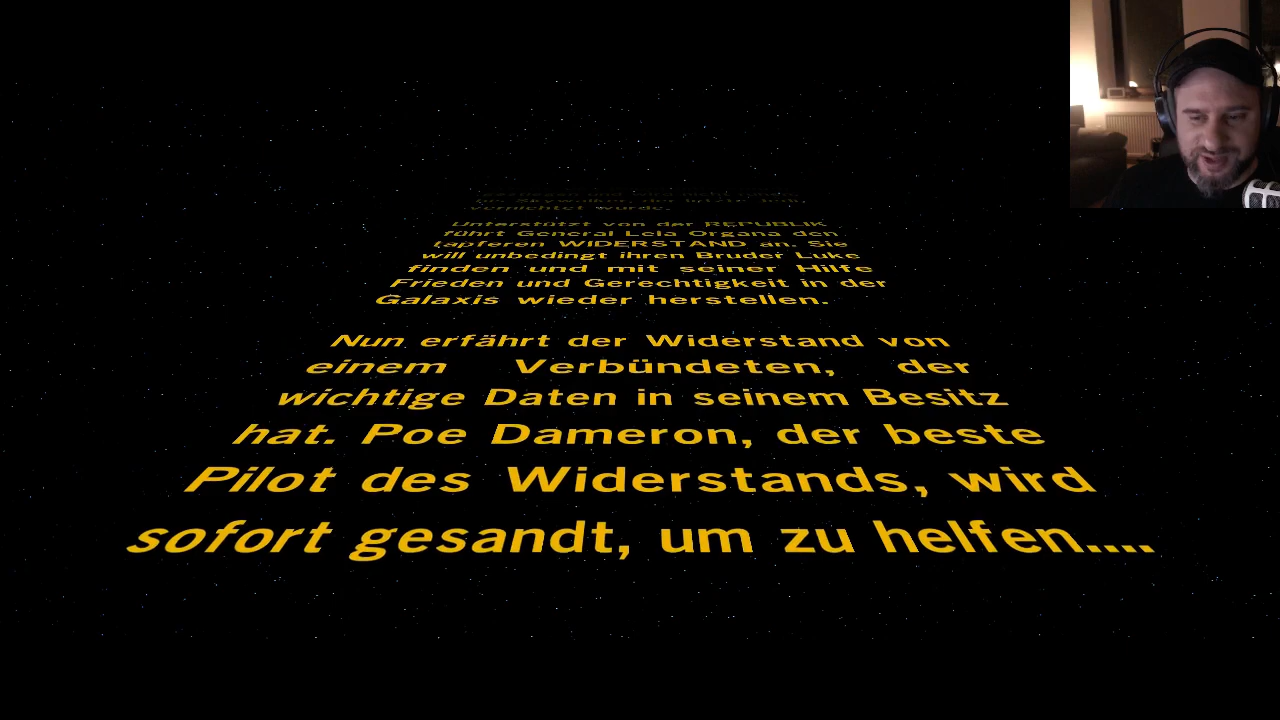 vernichtet wurde.
Unterstützt von der REPUBLIK
führt General Leia Organa den
tapferen WIDERSTAND an. Sie
will unbedingt ihren Bruder Luke
finden und mit seiner Hilfe
Frieden und Gerechtigkeit in der
Galaxis wieder herstellen.
Nun erfährt der Widerstand von
einem Verbündeten, der
wichtige Daten in seinem Besitz
hat. Poe Dameron, der beste
Pilot des Widerstands, wird
sofort gesandt, um zu helfen....